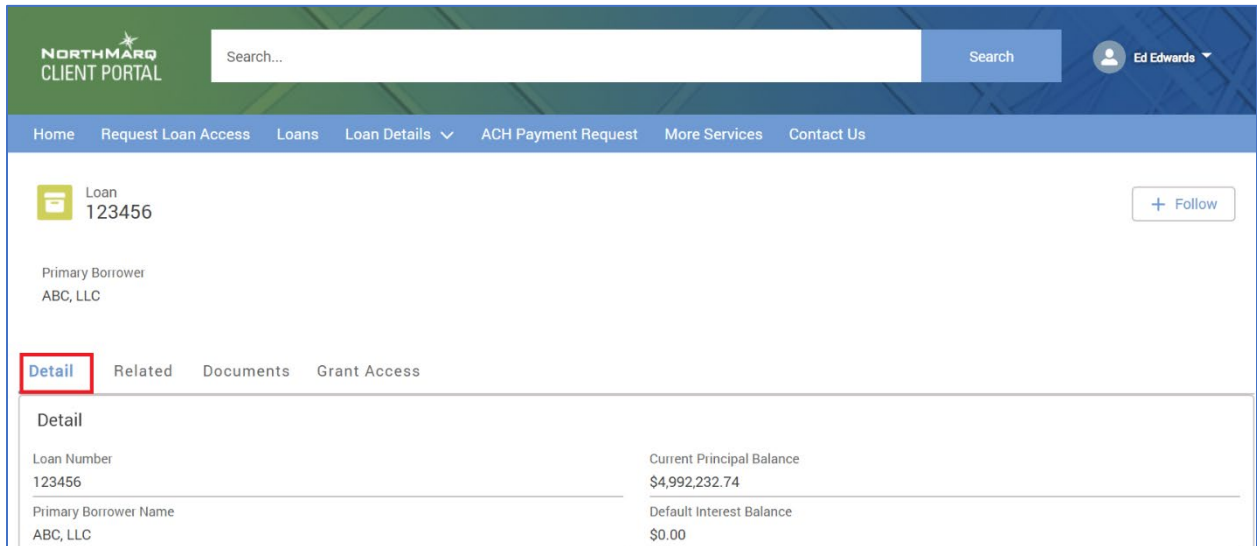 NORTHMARQ
CLIENT PORTAL
Search...
Search
Ed Edwards
Home Request Loan Access Loans Loan Details ACH Payment Request More Services Contact Us
Loan
123456
+ Follow
Primary Borrower
ABC, LLC
Detail Related Documents Grant Access
Detail
Loan Number
123456
Current Principal Balance
$4,992,232.74
Primary Borrower Name
ABC, LLC
Default Interest Balance
$0.00